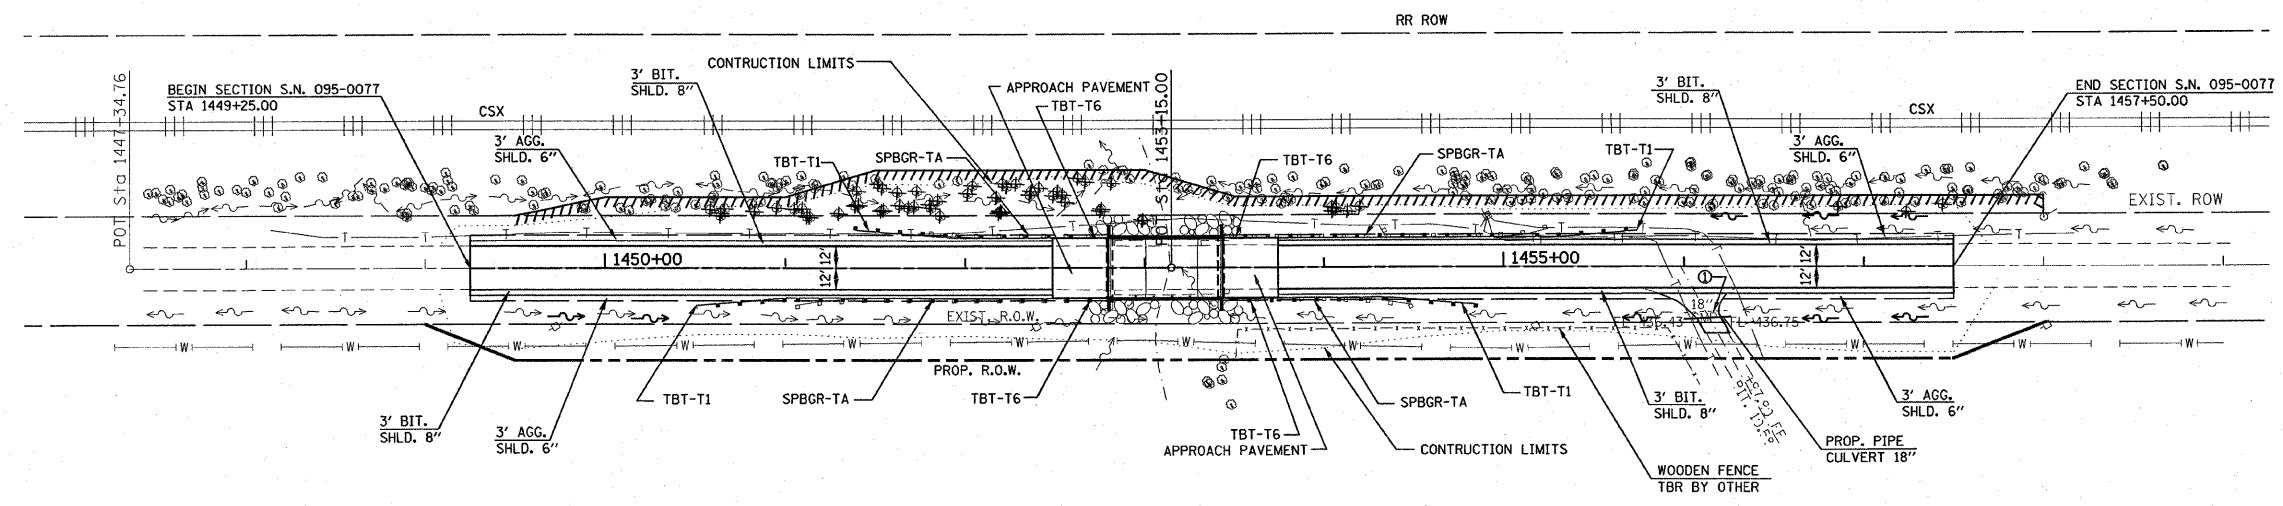 RR ROW
POT Sta 1447+34.76
BEGIN SECTION S.N. 095-0077
STA 1449+25.00
CONTRUCTION LIMITS
3' BIT.
SHLD. 8"
CSX
3' AGG.
SHLD. 6"
TBT-T1
SPBGR-TA
APPROACH PAVEMENT
TBT-T6
1453+15.00
TBT-T6
SPBGR-TA
3' BIT.
SHLD. 8"
TBT-T1
3' AGG.
SHLD. 6"
CSX
END SECTION S.N. 095-0077
STA 1457+50.00
EXIST. ROW
T T T T T T T T
1450+00
12' 12'
1455+00
12' 12'
1
18"
EXIST. R.O.W.
436.75
W W W W W W W W W W W W W
PROP. R.O.W.
TBT-T1
SPBGR-TA
TBT-T6
3' BIT.
SHLD. 8"
3' AGG.
SHLD. 6"
TBT-T6
APPROACH PAVEMENT
SPBGR-TA
CONTRUCTION LIMITS
TBT-T1
3' BIT.
SHLD. 8"
WOODEN FENCE
TBR BY OTHER
PROP. PIPE
CULVERT 18"
3' AGG.
SHLD. 6"